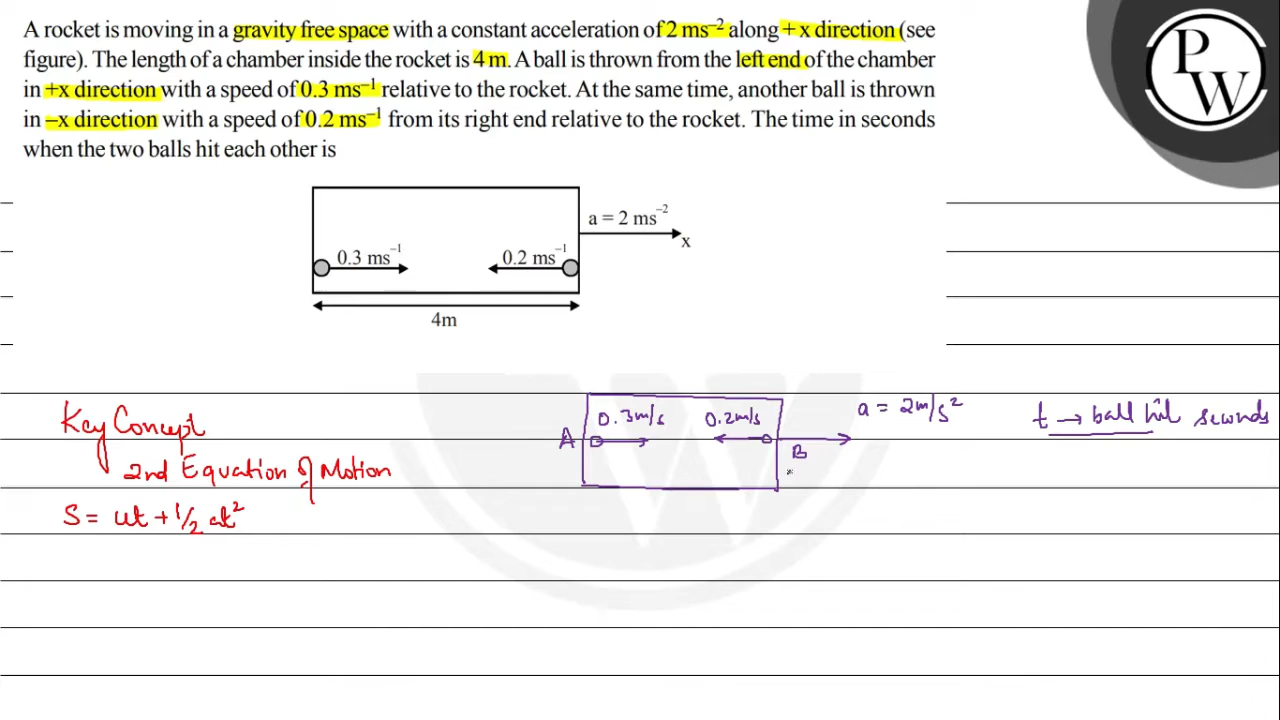 A rocket is moving in a gravity free space with a constant acceleration of 2 ms⁻² along + x direction (see
figure). The length of a chamber inside the rocket is 4 m. A ball is thrown from the left end of the chamber
in +x direction with a speed of 0.3 ms⁻¹ relative to the rocket. At the same time, another ball is thrown
in –x direction with a speed of 0.2 ms⁻¹ from its right end relative to the rocket. The time in seconds
when the two balls hit each other is
P
W
a = 2 ms⁻²
x
0.3 ms⁻¹ 0.2 ms⁻¹
4m
Key Concept
2nd Equation of Motion
S = ut + 1/2 at²
0.3m/s 0.2m/s
A
B
a = 2m/s²
t → ball hit seconds